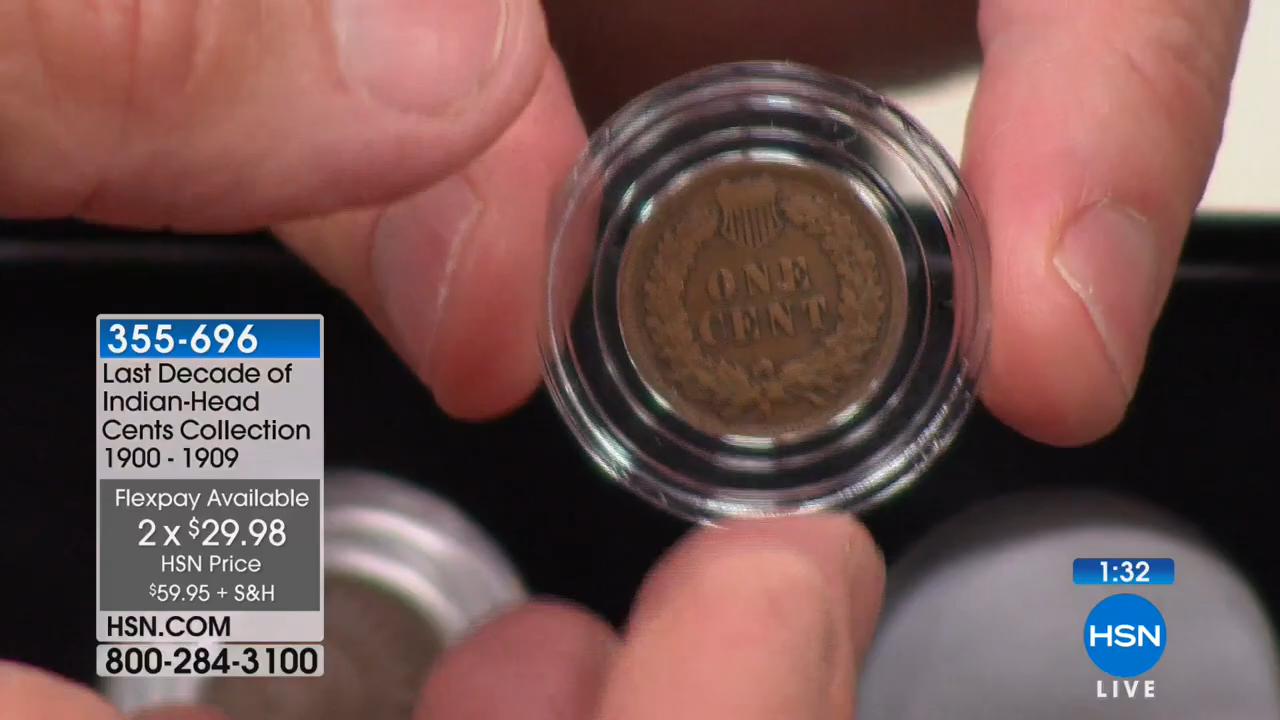 ONE
CENT
355-696
Last Decade of
Indian-Head
Cents Collection
1900 - 1909
Flexpay Available
2 x $29.98
HSN Price
$59.95 + S&H
HSN.COM
800-284-3100
1:32
HSN
LIVE